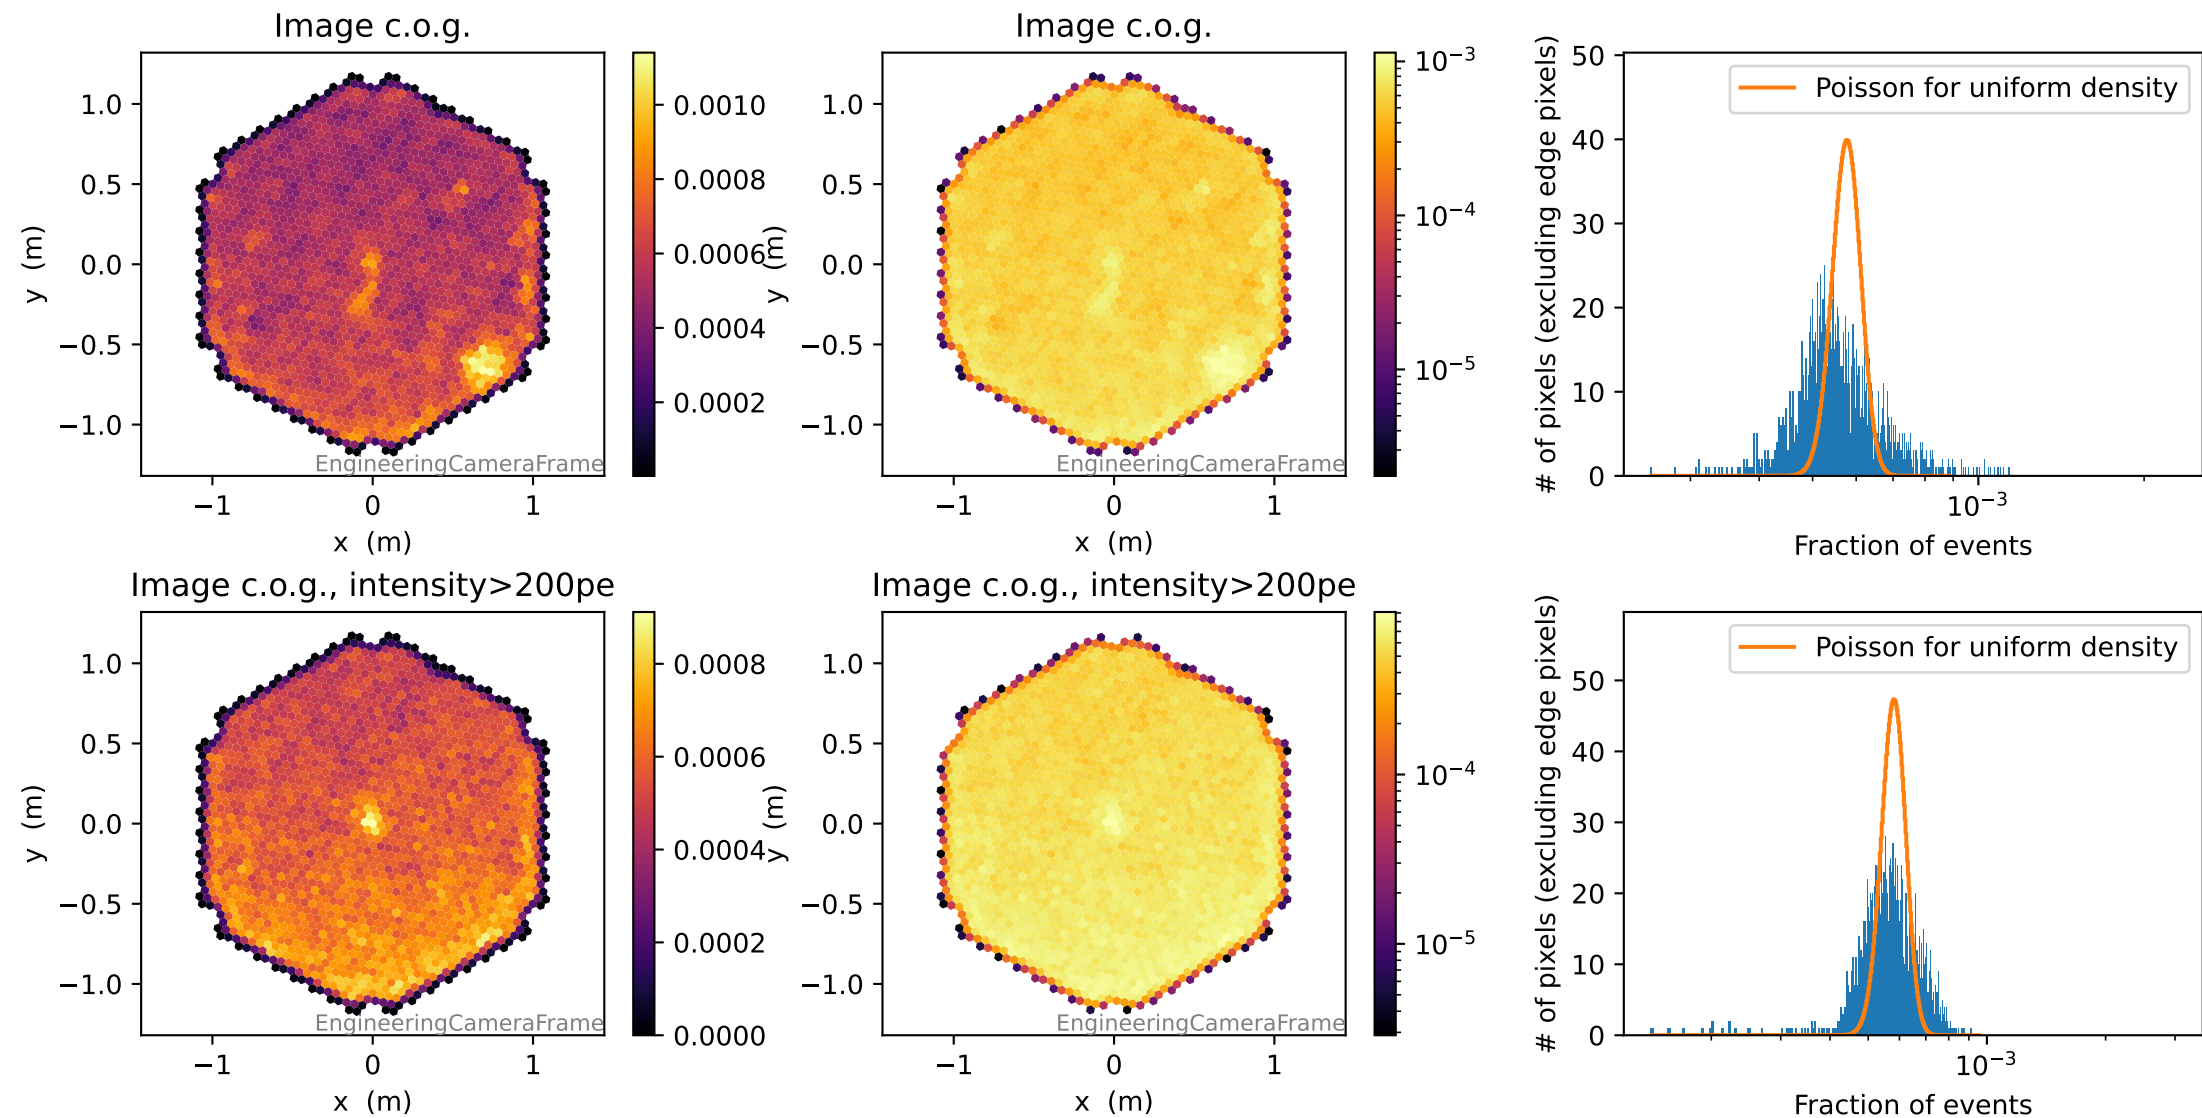 Image c.o.g.
1.0
0.5
0.0
−0.5
−1.0
y (m)
−1
0
1
x (m)
EngineeringCameraFrame
0.0010
0.0008
0.0006
0.0004
0.0002
Image c.o.g.
1.0
0.5
0.0
−0.5
−1.0
y (m)
−1
0
1
x (m)
EngineeringCameraFrame
10⁻³
10⁻⁴
10⁻⁵
# of pixels (excluding edge pixels)
50
40
30
20
10
0
Poisson for uniform density
10⁻³
Fraction of events
Image c.o.g., intensity>200pe
1.0
0.5
0.0
−0.5
−1.0
y (m)
−1
0
1
x (m)
EngineeringCameraFrame
0.0008
0.0006
0.0004
0.0002
0.0000
Image c.o.g., intensity>200pe
1.0
0.5
0.0
−0.5
−1.0
y (m)
−1
0
1
x (m)
EngineeringCameraFrame
10⁻⁴
10⁻⁵
# of pixels (excluding edge pixels)
50
40
30
20
10
0
Poisson for uniform density
10⁻³
Fraction of events